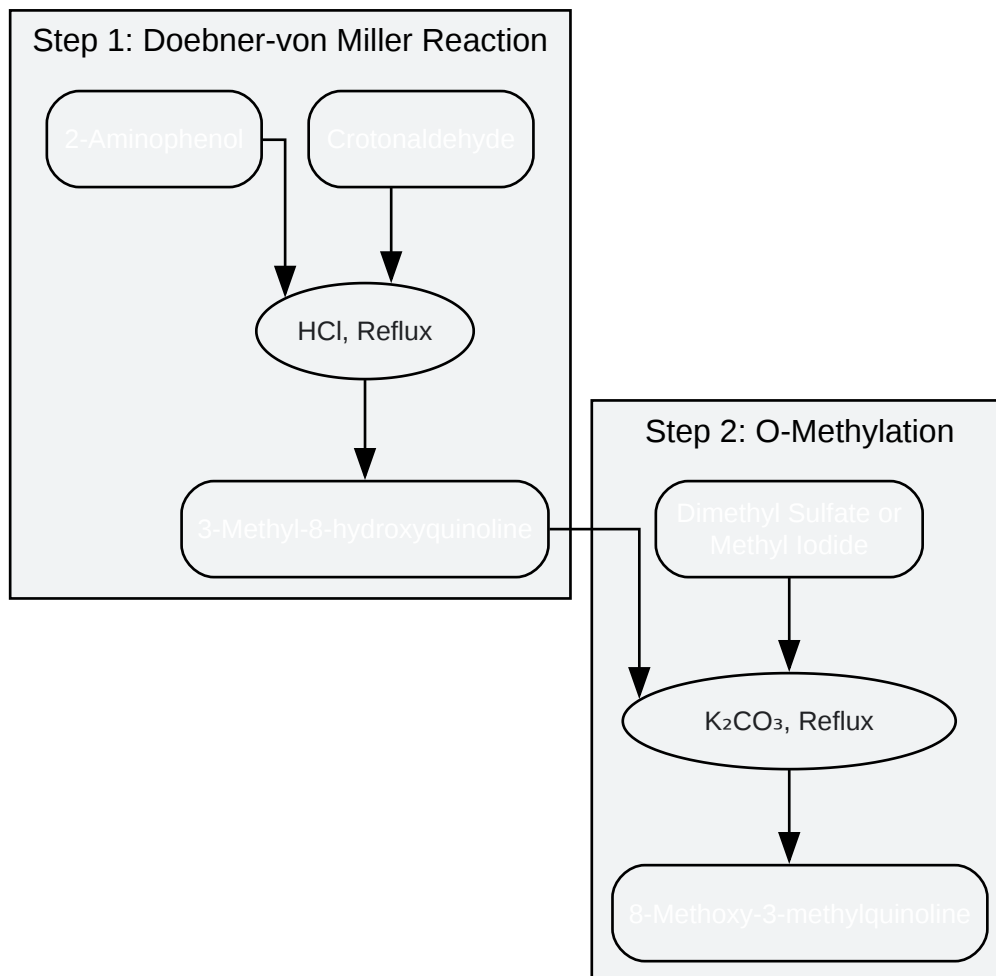 Step 1: Doebner-von Miller Reaction
2-Aminophenol
Crotonaldehyde
HCl, Reflux
3-Methyl-8-hydroxyquinoline
Step 2: O-Methylation
Dimethyl Sulfate or
Methyl Iodide
K₂CO₃, Reflux
8-Methoxy-3-methylquinoline